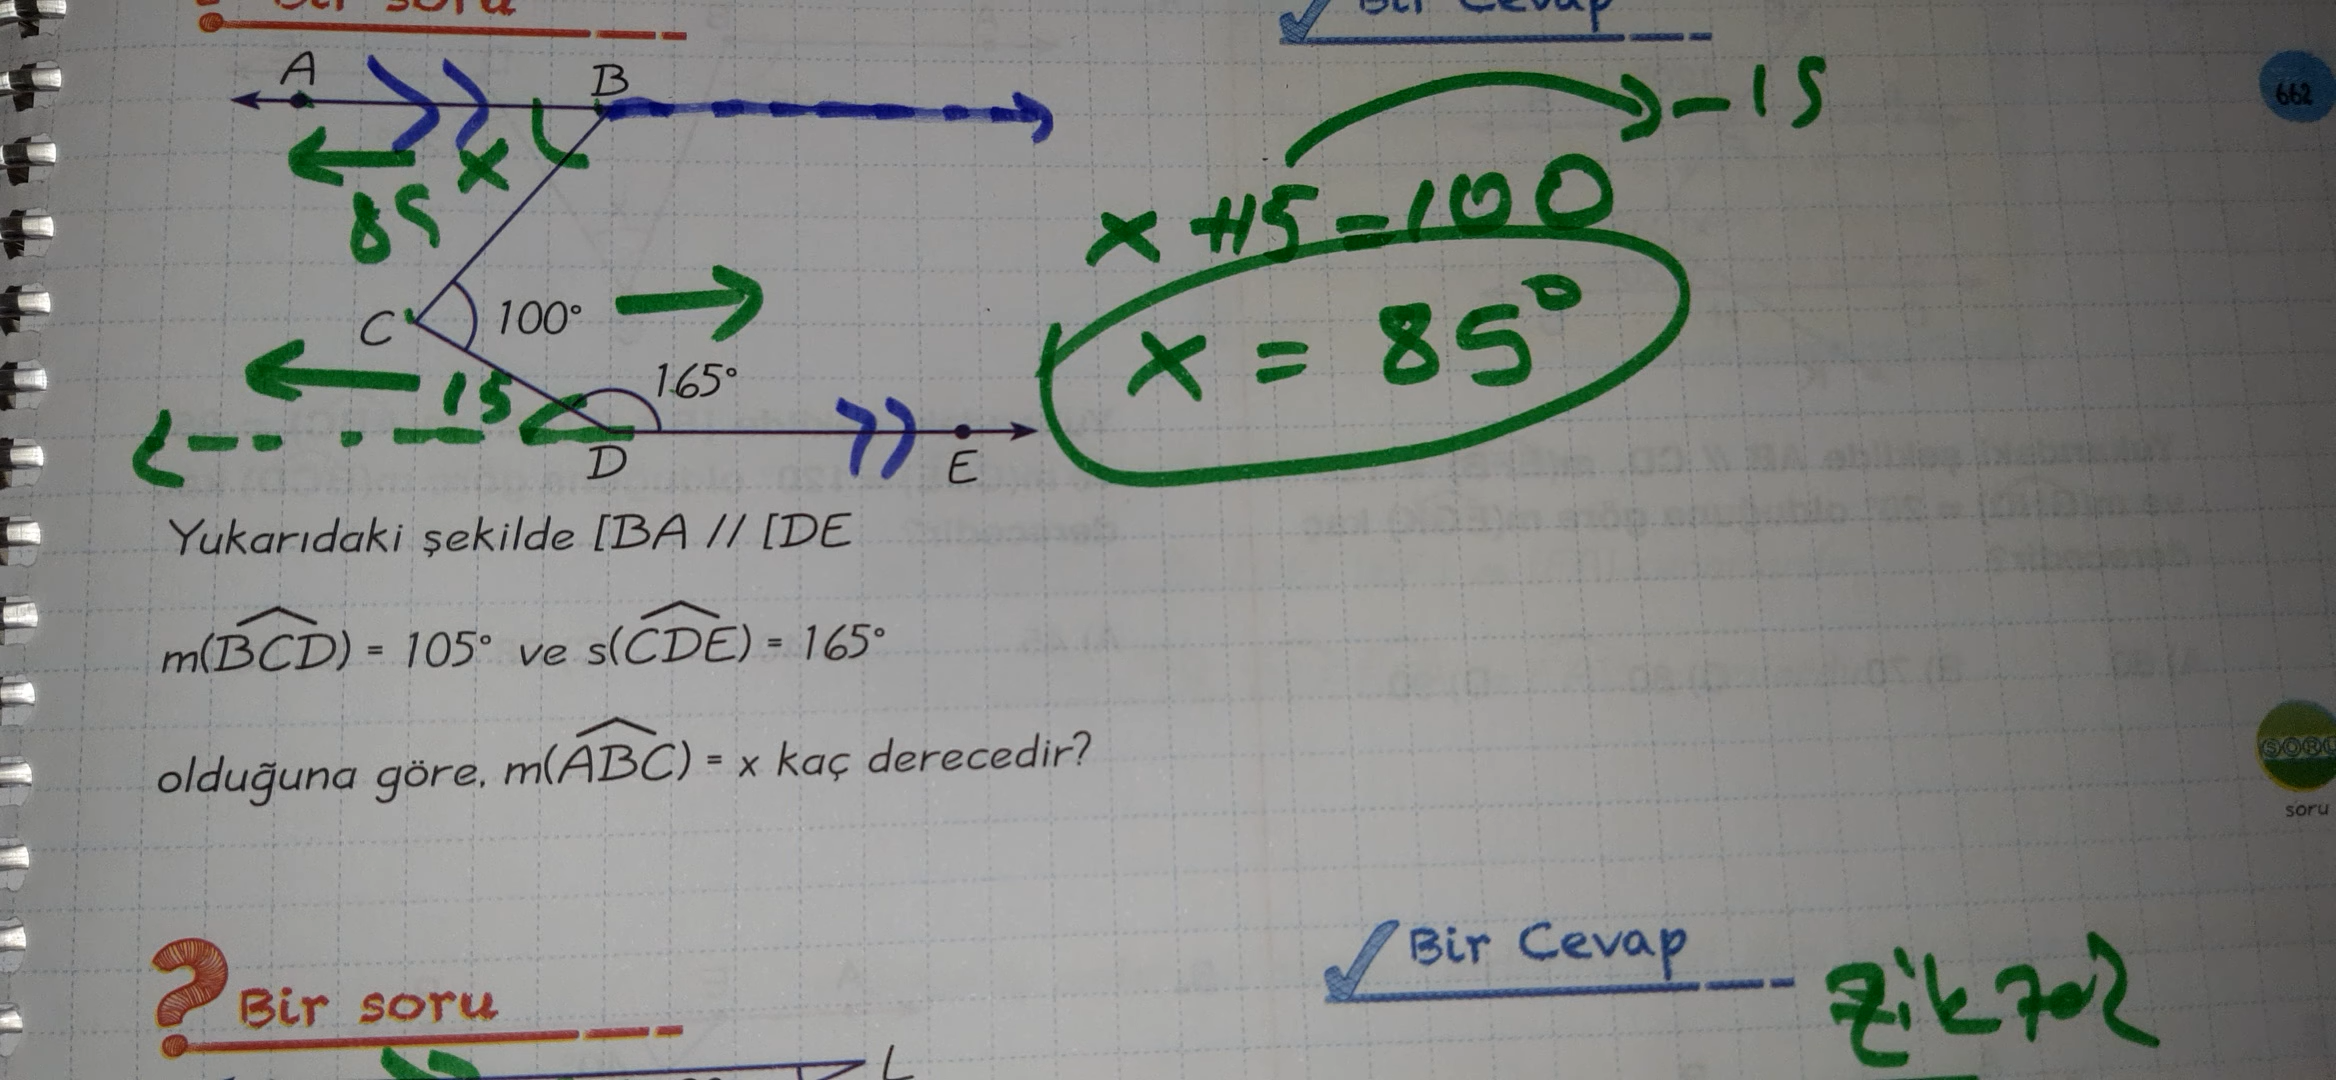 Bir soru
Bir Cevap
662
A
B
x
85
C
100°
15
165°
D
E
x + 15 = 100
- 15
x = 85°
Yukarıdaki şekilde [BA // [DE
m(BCD) = 105° ve s(CDE) = 165°
olduğuna göre, m(ABC) = x kaç derecedir?
SORU
soru
? Bir soru
Bir Cevap
L